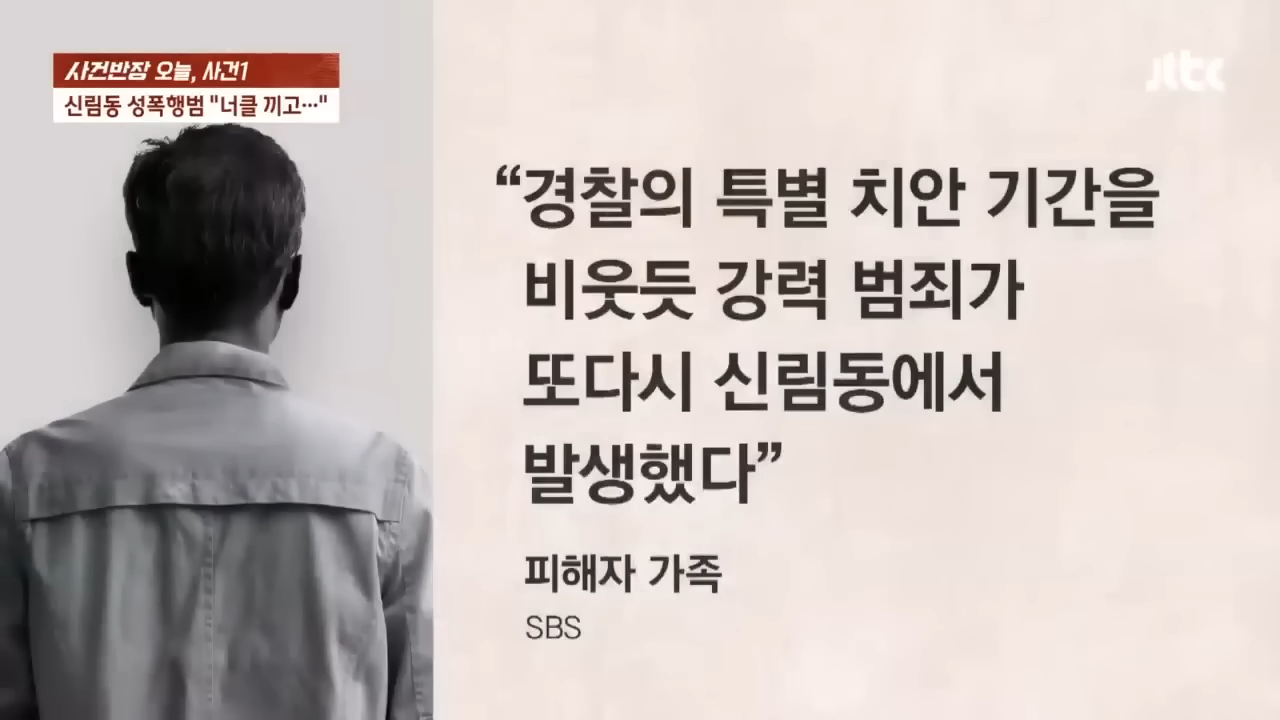 사건반장 오늘, 사건1
신림동 성폭행범 "너클 끼고…"
jtbc
“경찰의 특별 치안 기간을
비웃듯 강력 범죄가
또다시 신림동에서
발생했다”
피해자 가족
SBS